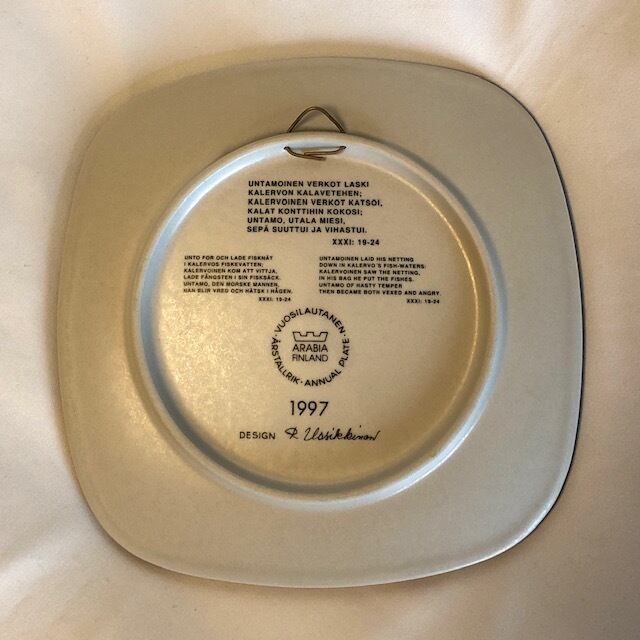 UNTAMOINEN VERKOT LASKI
KALERVON KALAVETEHEN;
KALERVOINEN VERKOT KATSOI,
KALAT KONTTIHIN KOKOSI;
UNTAMO, UTALA MIESI,
SEPÄ SUUTTUI JA VIHASTUI.
XXXI: 19-24
UNTO FOR OCH LADE FISKNÄT
I KALERVOS FISKEVATTEN;
KALERVOINEN KOM ATT VITTJA,
LADE FÅNGSTEN I SIN FISKSÄCK.
UNTAMO, DEN MORSKE MANNEN,
HAN BLIR VRED OCH HÄTSK I HÅGEN.
XXXI: 19-24
UNTAMOINEN LAID HIS NETTING
DOWN IN KALERVO'S FISH-WATERS:
KALERVOINEN SAW THE NETTING,
IN HIS BAG HE PUT THE FISHES.
UNTAMO OF HASTY TEMPER
THEN BECAME BOTH VEXED AND ANGRY.
XXXI: 19-24
VUOSILAUTANEN·
ÅRSTALLRIK·ANNUAL PLATE·
ARABIA
FINLAND
1997
DESIGN R. Uosikkinen